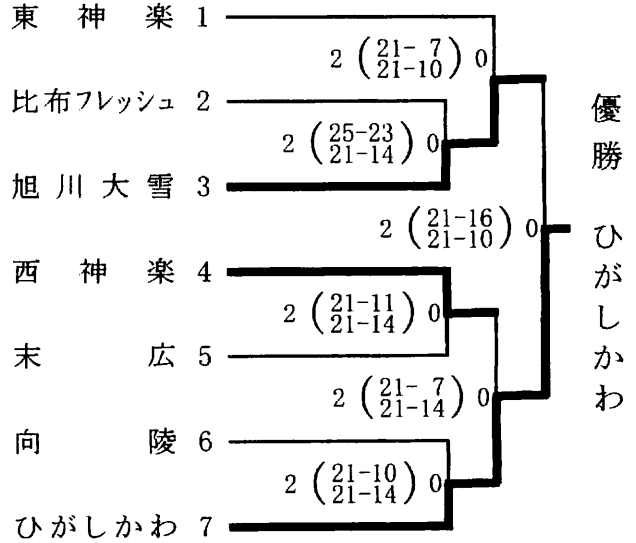 東神楽 1
2 (21-7 21-10) 0
比布フレッシュ 2
2 (25-23 21-14) 0
旭川大雪 3
2 (21-16 21-10) 0
西神楽 4
2 (21-11 21-14) 0
末広 5
2 (21-7 21-14) 0
向陵 6
2 (21-10 21-14) 0
ひがしかわ 7
優勝 ひがしかわ